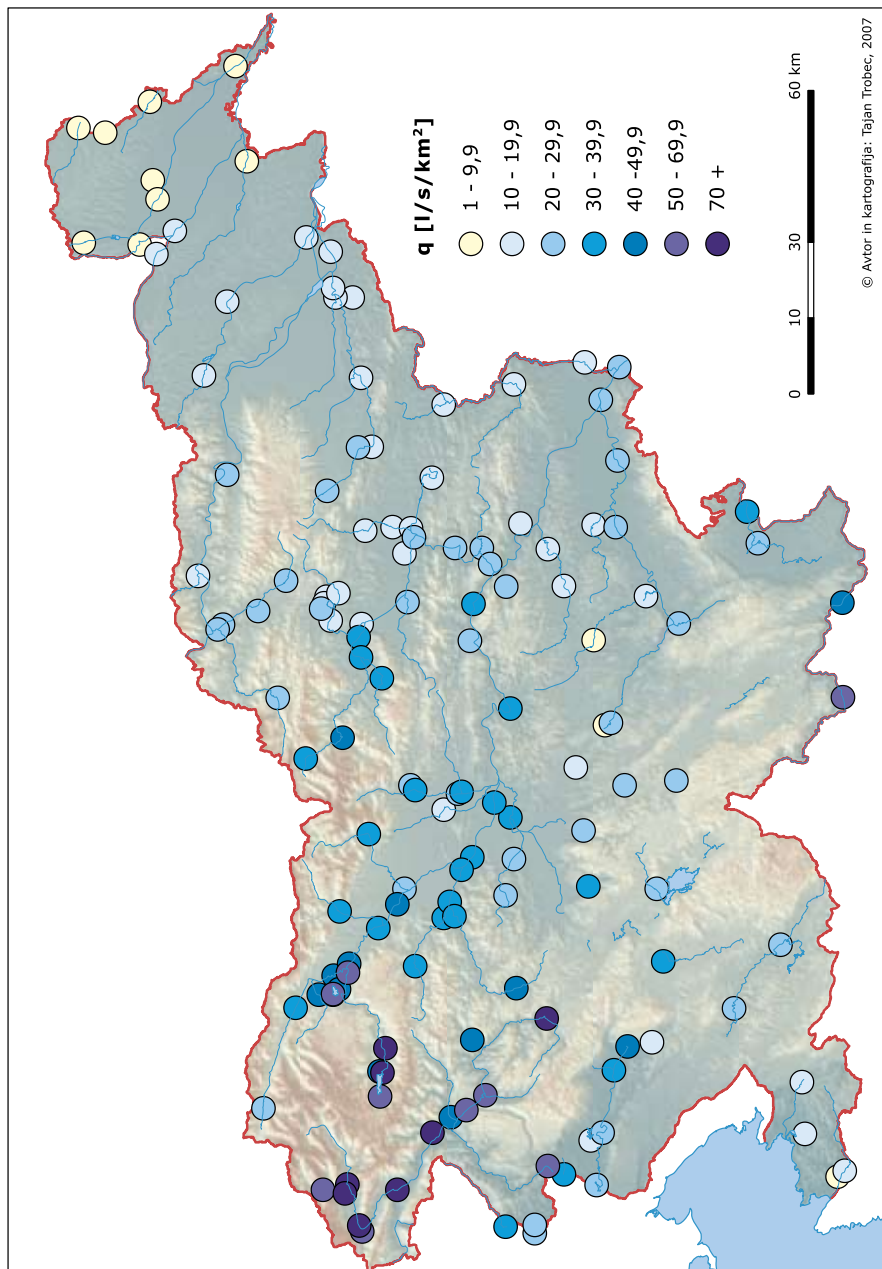 q [l/s/km²]
1 - 9,9
10 - 19,9
20 - 29,9
30 - 39,9
40 -49,9
50 - 69,9
70 +
0 10 30 60 km
© Avtor in kartografija: Tajan Trobec, 2007